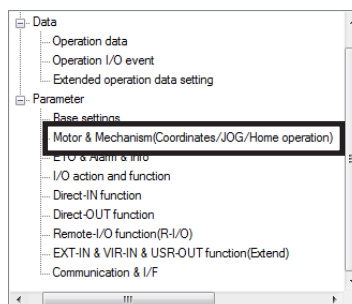 Data
Operation data
Operation I/O event
Extended operation data setting
Parameter
Base settings
Motor & Mechanism(Coordinates/JOG/Home operation)
ETO & Alarm & Info
I/O action and function
Direct-IN function
Direct-OUT function
Remote-I/O function(R-I/O)
EXT-IN & VIR-IN & USR-OUT function(Extend)
Communication & I/F